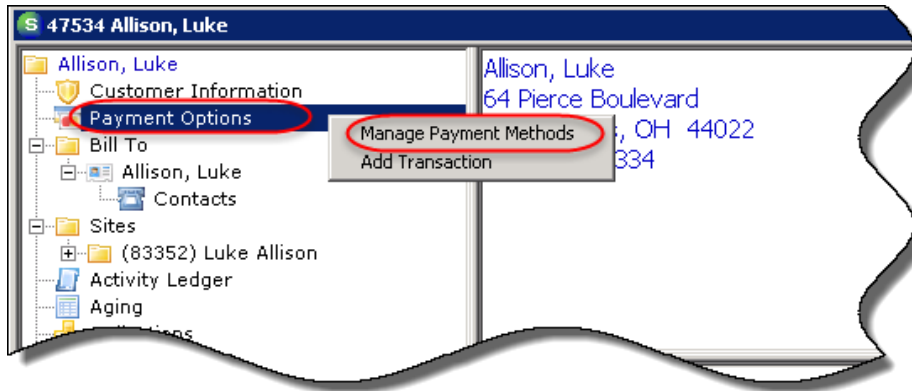 S 47534 Allison, Luke
Allison, Luke
Customer Information
Payment Options
Bill To
Allison, Luke
Contacts
Sites
(83352) Luke Allison
Activity Ledger
Aging
Manage Payment Methods
Add Transaction
Allison, Luke
64 Pierce Boulevard
, OH 44022
334